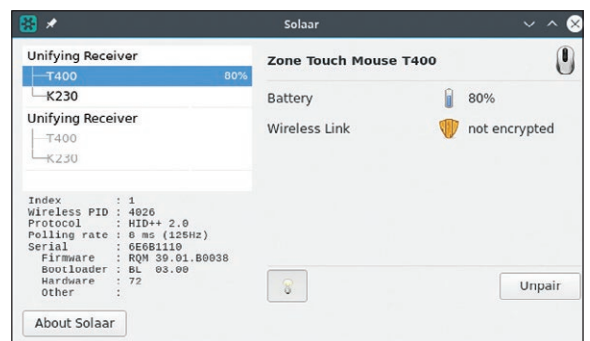 Solaar
Unifying Receiver
T400 80%
K230
Unifying Receiver
T400
K230
Index : 1
Wireless PID : 4026
Protocol : HID++ 2.0
Polling rate : 8 ms (125Hz)
Serial : 6E6B1110
Firmware : RQM 39.01.B0038
Bootloader : BL 03.00
Hardware : 72
Other :
About Solaar
Zone Touch Mouse T400
Battery 80%
Wireless Link not encrypted
Unpair